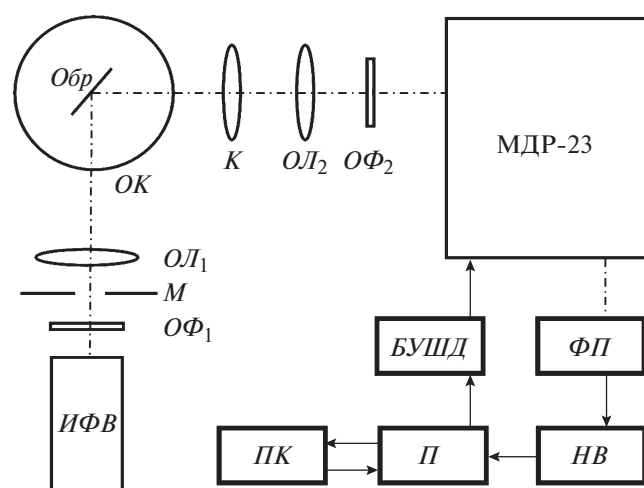 Обр
ОК
К
ОЛ₂
ОФ₂
МДР-23
ОЛ₁
М
ОФ₁
ИФВ
БУШД
ФП
ПК
П
НВ